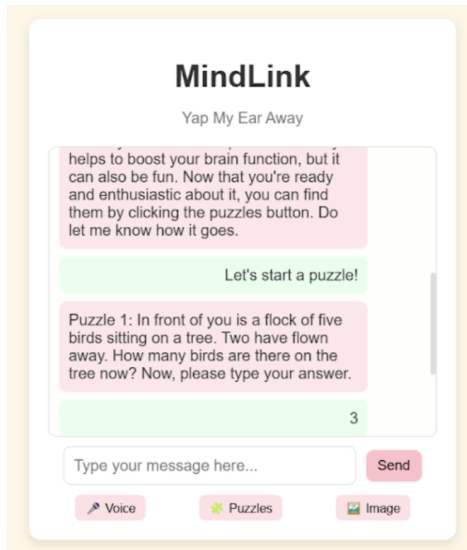 MindLink
Yap My Ear Away
helps to boost your brain function, but it
can also be fun. Now that you're ready
and enthusiastic about it, you can find
them by clicking the puzzles button. Do
let me know how it goes.
Let's start a puzzle!
Puzzle 1: In front of you is a flock of five
birds sitting on a tree. Two have flown
away. How many birds are there on the
tree now? Now, please type your answer.
3
Type your message here...
Send
Voice
Puzzles
Image